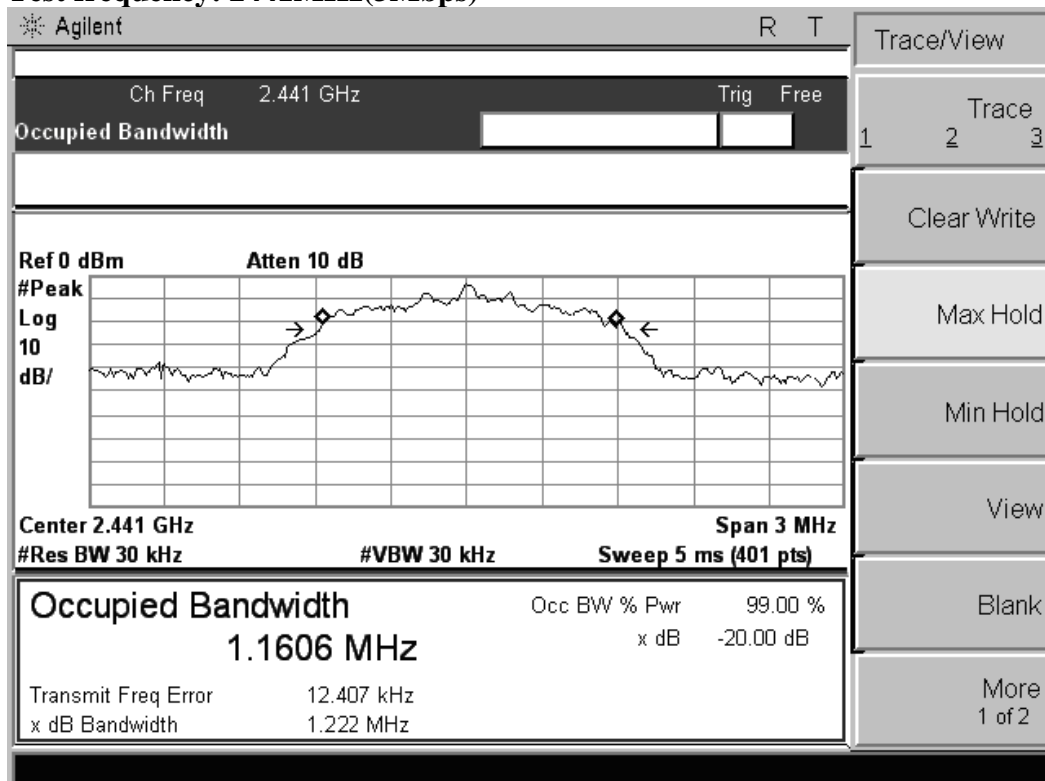 Test frequency: 2441MHz(3Mbps)
Agilent R T
Trace/View
Ch Freq 2.441 GHz Trig Free
Occupied Bandwidth
Trace
1 2 3
Clear Write
Ref 0 dBm Atten 10 dB
#Peak
Log
10
dB/
Max Hold
Min Hold
View
Center 2.441 GHz Span 3 MHz
#Res BW 30 kHz #VBW 30 kHz Sweep 5 ms (401 pts)
Occupied Bandwidth Occ BW % Pwr 99.00 %
1.1606 MHz x dB -20.00 dB
Blank
Transmit Freq Error 12.407 kHz
x dB Bandwidth 1.222 MHz
More
1 of 2